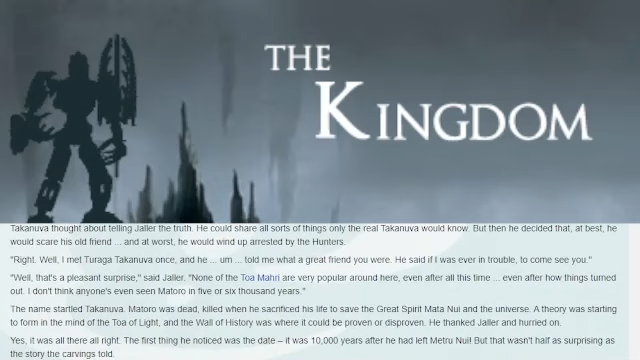 THE
KINGDOM
Takanuva thought about telling Jaller the truth. He could share all sorts of things only the real Takanuva would know. But then he decided that, at best, he
would scare his old friend ... and at worst, he would wind up arrested by the Hunters.
"Right. Well, I met Turaga Takanuva once, and he ... um ... told me what a great friend you were. He said if I was ever in trouble, to come see you."
"Well, that's a pleasant surprise," said Jaller. "None of the Toa Mahri are very popular around here, even after all this time ... even after how things turned
out. I don't think anyone's even seen Matoro in five or six thousand years."
The name startled Takanuva. Matoro was dead, killed when he sacrificed his life to save the Great Spirit Mata Nui and the universe. A theory was starting
to form in the mind of the Toa of Light, and the Wall of History was where it could be proven or disproven. He thanked Jaller and hurried on.
Yes, it was all there all right. The first thing he noticed was the date – it was 10,000 years after he had left Metru Nui! But that wasn't half as surprising as
the story the carvings told.